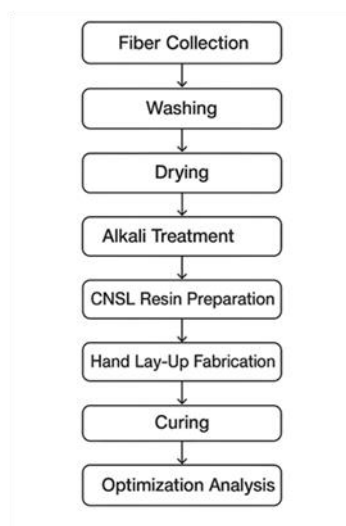 Fiber Collection
Washing
Drying
Alkali Treatment
CNSL Resin Preparation
Hand Lay-Up Fabrication
Curing
Optimization Analysis